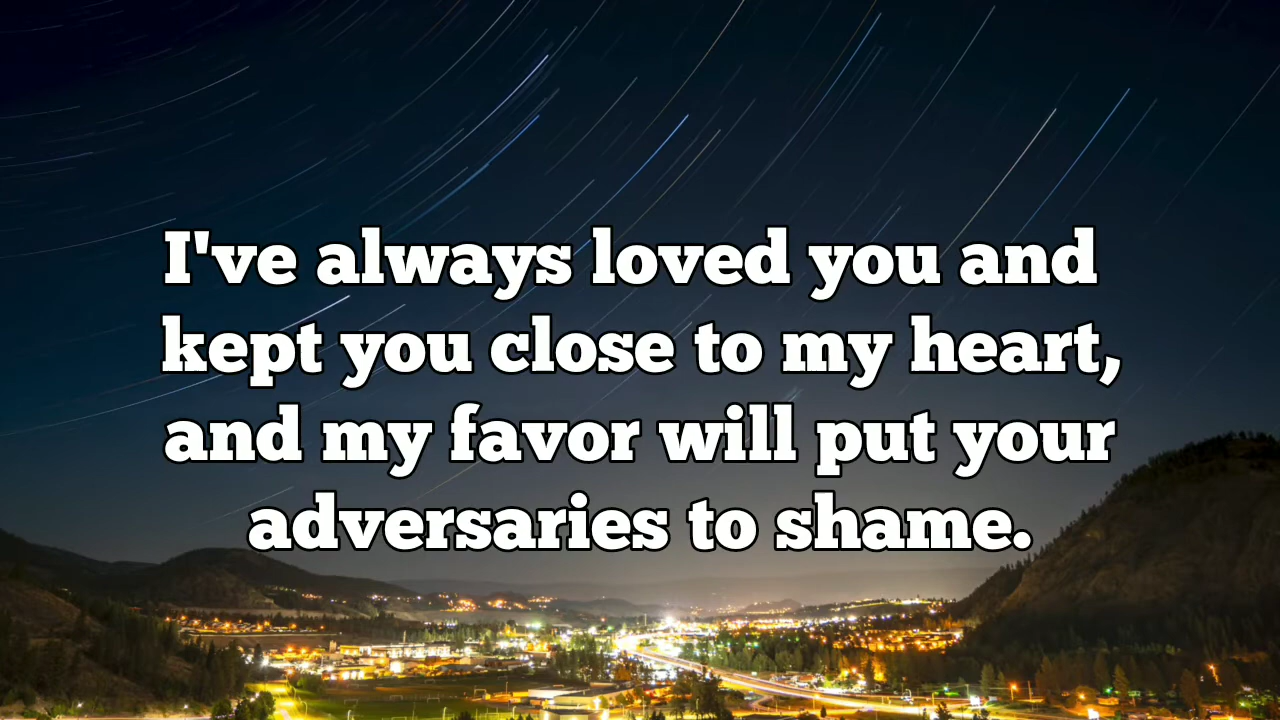 I've always loved you and
kept you close to my heart,
and my favor will put your
adversaries to shame.